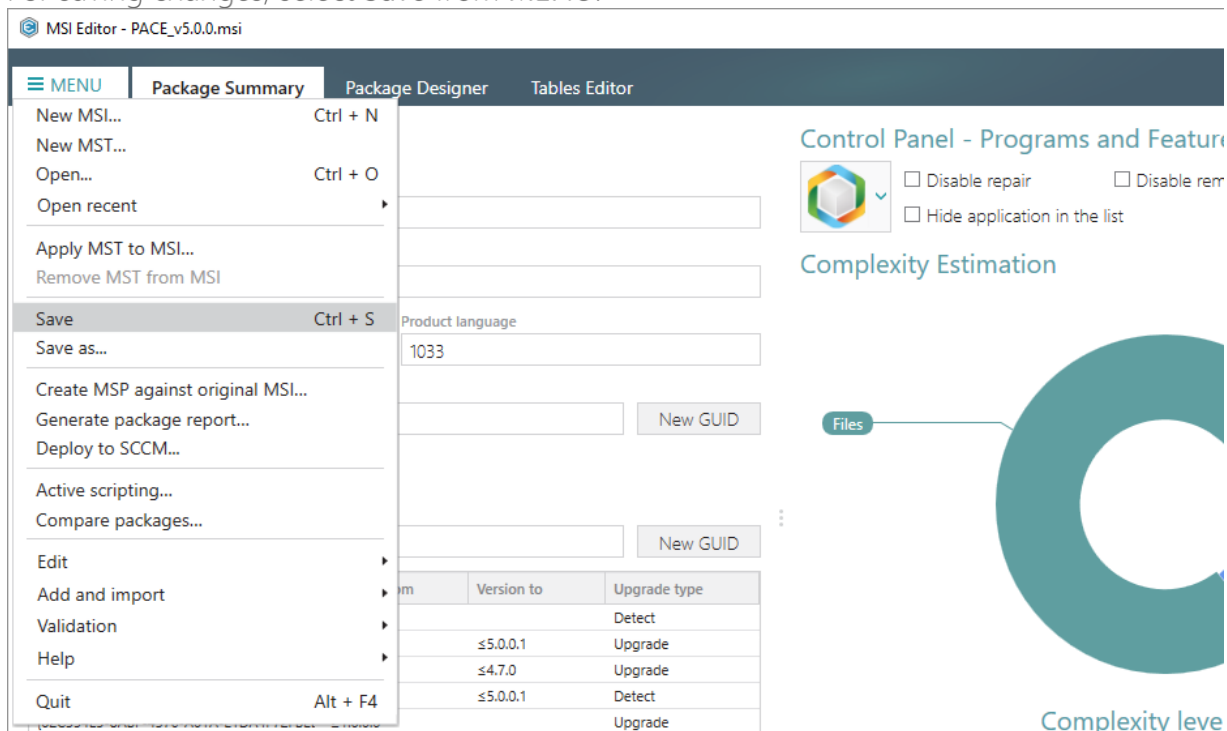 MSI Editor - PACE_v5.0.0.msi
MENU Package Summary Package Designer Tables Editor
New MSI... Ctrl + N
New MST...
Open... Ctrl + O
Open recent
Apply MST to MSI...
Remove MST from MSI
Save Ctrl + S
Save as...
Create MSP against original MSI...
Generate package report...
Deploy to SCCM...
Active scripting...
Compare packages...
Edit
Add and import
Validation
Help
Quit Alt + F4
Product language
1033
New GUID
New GUID
om Version to Upgrade type
Detect
≤5.0.0.1 Upgrade
≤4.7.0 Upgrade
≤5.0.0.1 Detect
Upgrade
Control Panel - Programs and Feature
Disable repair Disable rem
Hide application in the list
Complexity Estimation
Files
Complexity leve